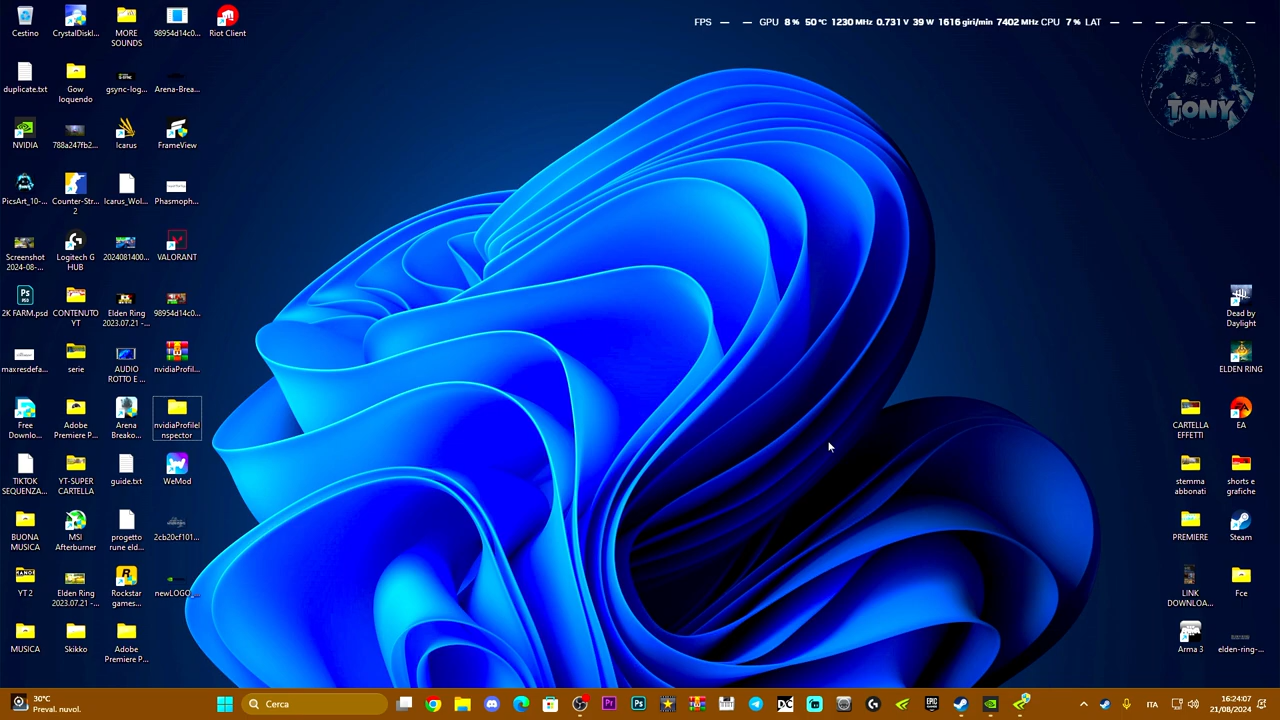 FPS — — GPU 8 % 50 °C 1230 MHz 0.731 V 39 W 1616 giri/min 7402 MHz CPU 7 % LAT — — — — — — —
TONY
Cestino
CrystalDiskI...
MORE
SOUNDS
98954d14c0...
Riot Client
duplicate.txt
Gow
loquendo
gsync-log...
Arena-Brea...
NVIDIA
788a247fb2...
Icarus
FrameView
PicsArt_10-...
Counter-Str...
2
Icarus_Wol...
Phasmoph...
Screenshot
2024-08-...
Logitech G
HUB
2024081400...
VALORANT
2K FARM.psd
CONTENUTO
YT
Elden Ring
2023.07.21 -...
98954d14c0...
maxresdefa...
serie
AUDIO
ROTTO E ...
nvidiaProfil...
Free
Downlo...
Adobe
Premiere P...
Arena
Breako...
nvidiaProfileI
nspector
TIKTOK
SEQUENZA...
YT-SUPER
CARTELLA
guide.txt
WeMod
BUONA
MUSICA
MSI
Afterburner
progetto
rune eld...
2cb20cf101...
YT 2
Elden Ring
2023.07.21 -...
Rockstar
games...
newLOGO_...
MUSICA
Skikko
Adobe
Premiere P...
Dead by
Daylight
ELDEN RING
CARTELLA
EFFETTI
EA
stemma
abbonati
shorts e
grafiche
PREMIERE
Steam
LINK
DOWNLOA...
Fce
Arma 3
elden-ring-...
30°C
Preval. nuvol.
Cerca
ITA
16:24:07
21/08/2024